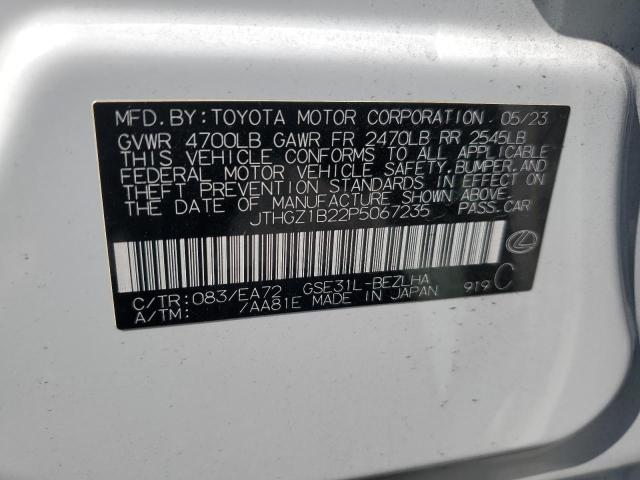 MFD. BY: TOYOTA MOTOR CORPORATION 05/23
GVWR 4700LB GAWR FR 2470LB RR 2545LB
THIS VEHICLE CONFORMS TO ALL APPLICABLE
FEDERAL MOTOR VEHICLE SAFETY, BUMPER, AND
THEFT PREVENTION STANDARDS IN EFFECT ON
THE DATE OF MANUFACTURE SHOWN ABOVE.
JTHGZ1B22P5067235 PASS. CAR
C/TR: 083/EA72 GSE31L-BEZLHA
A/TM: /AA81E MADE IN JAPAN 919 C